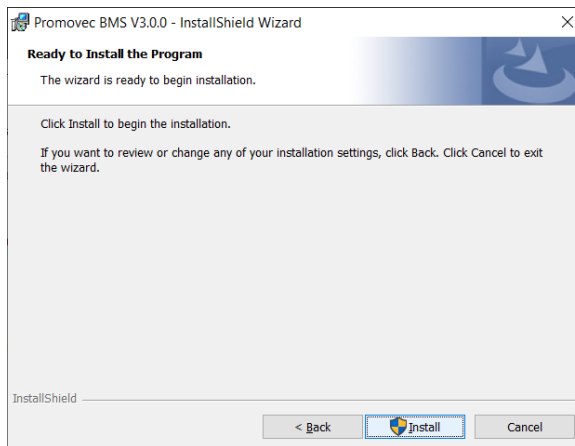 Promovec BMS V3.0.0 - InstallShield Wizard
Ready to Install the Program
The wizard is ready to begin installation.
Click Install to begin the installation.
If you want to review or change any of your installation settings, click Back. Click Cancel to exit
the wizard.
InstallShield
< Back
Install
Cancel